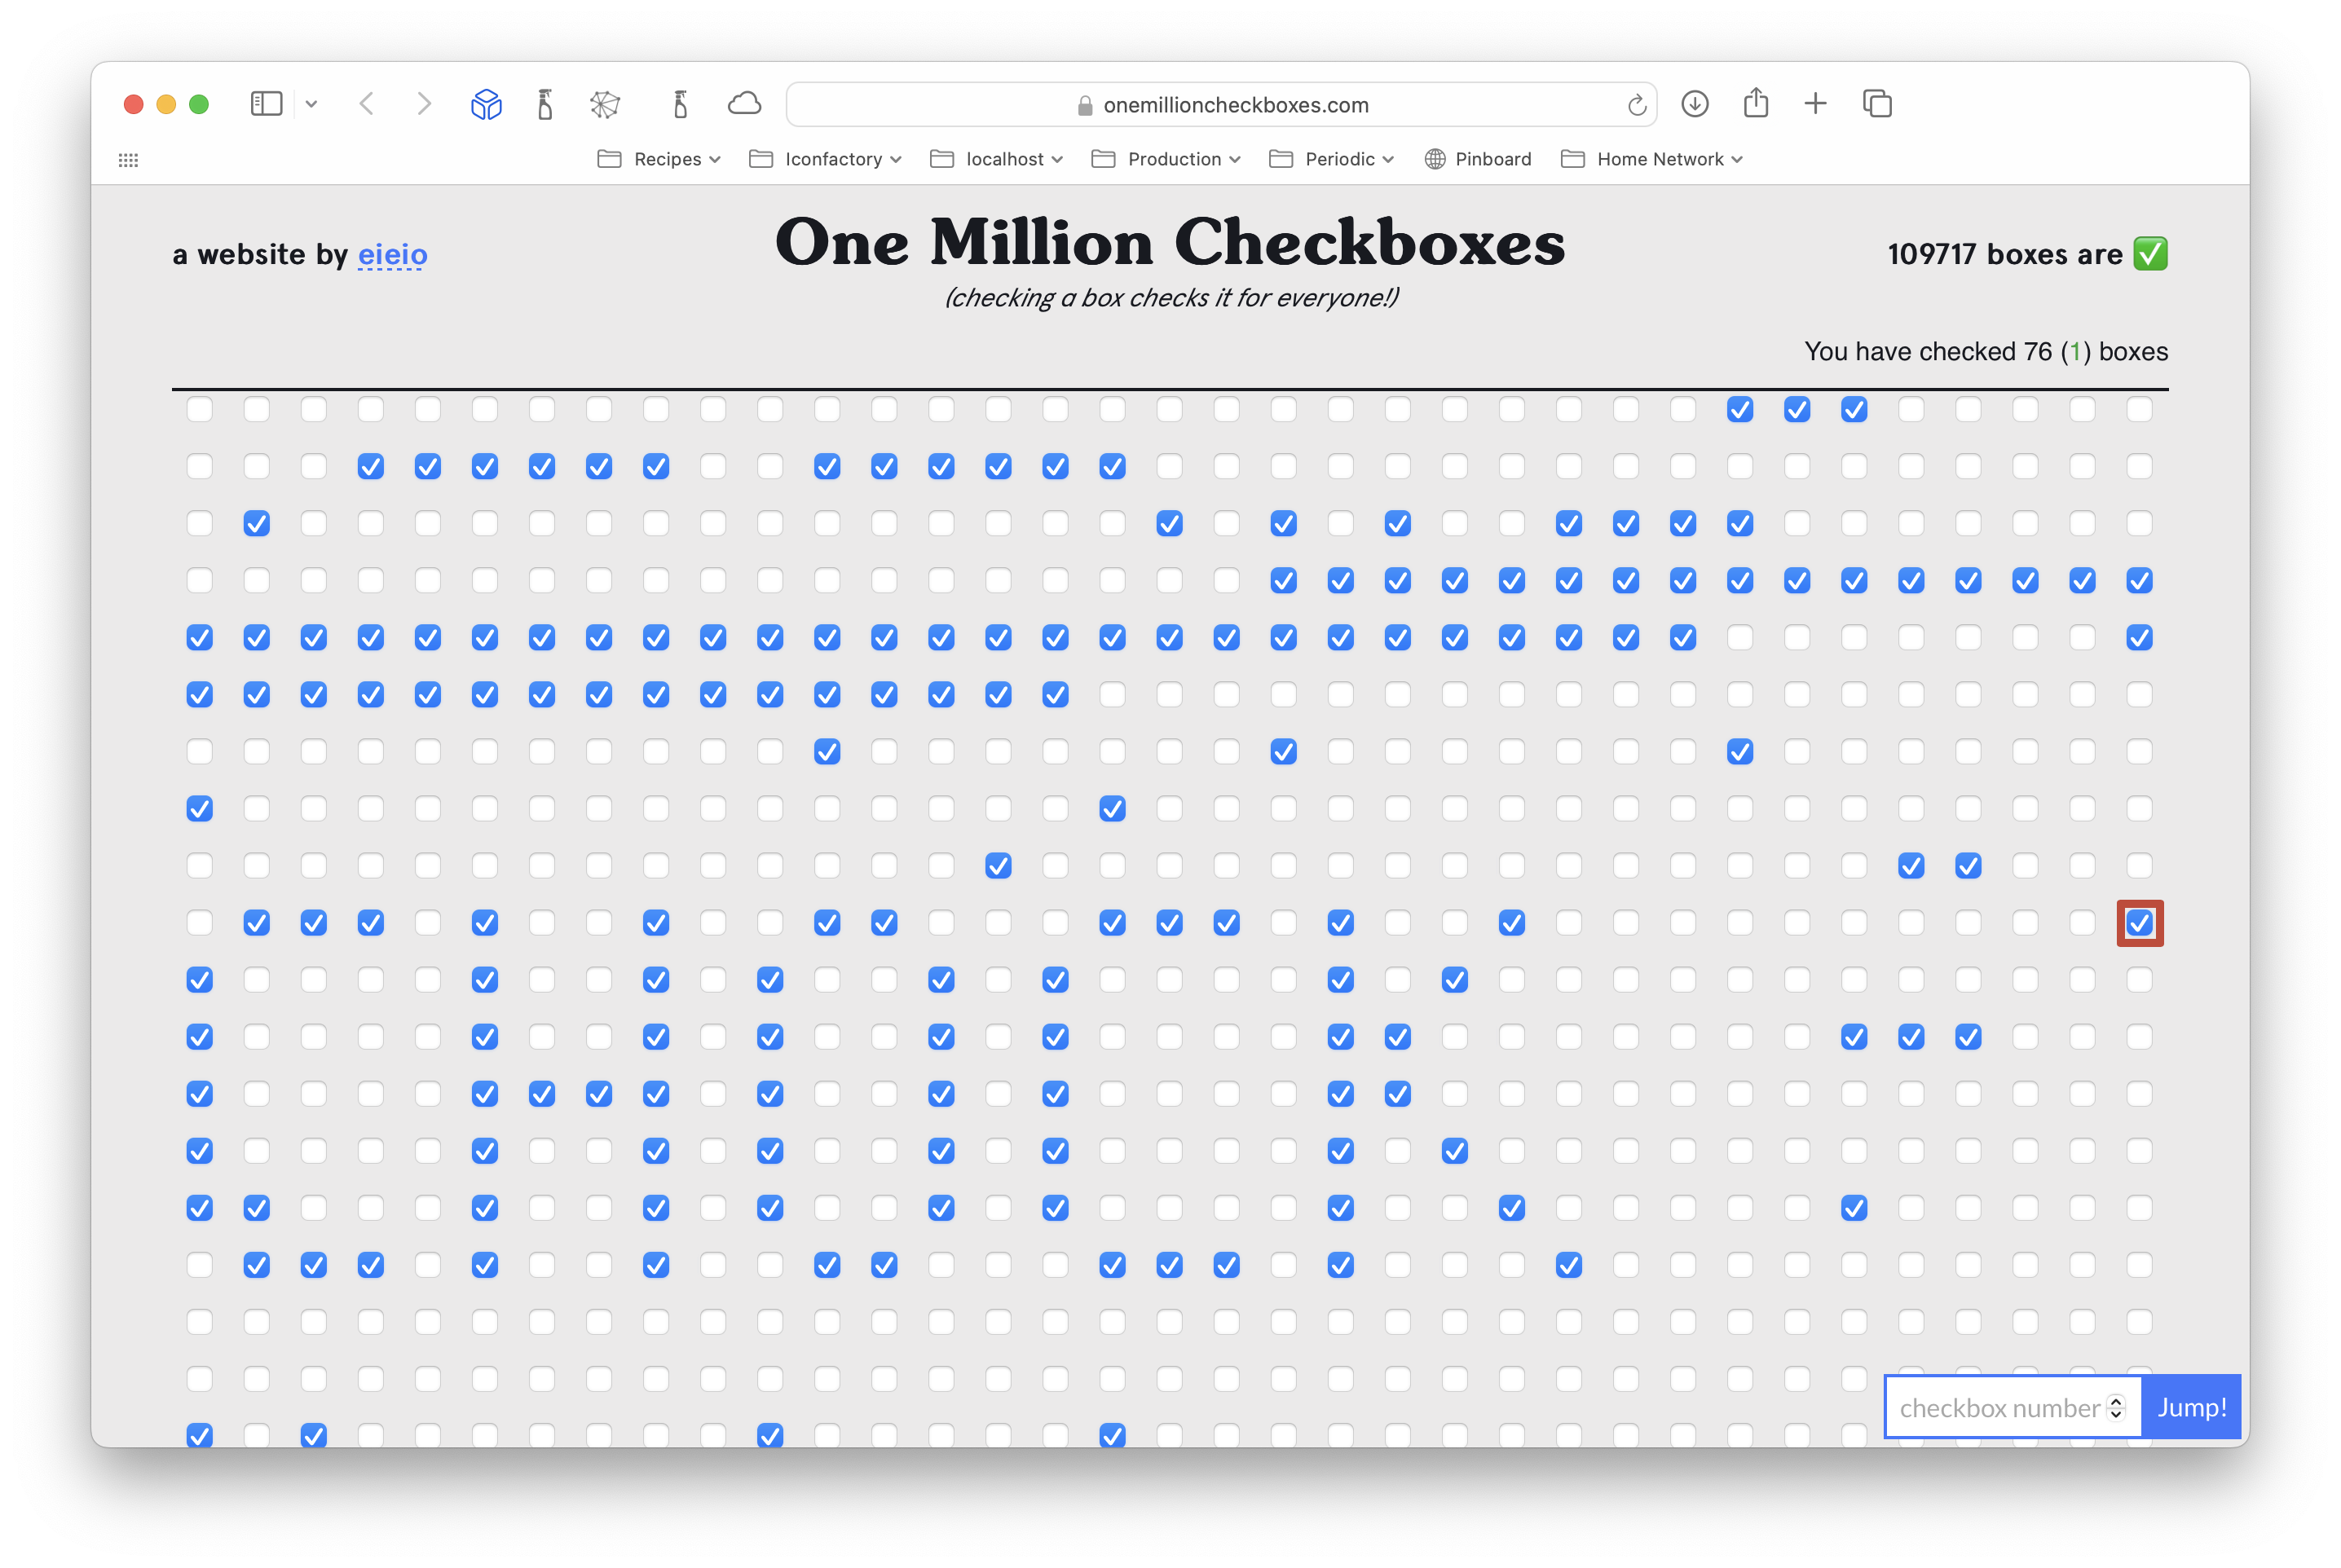 onemillioncheckboxes.com
Recipes Iconfactory localhost Production Periodic Pinboard Home Network
a website by eieio
One Million Checkboxes
109717 boxes are ✅
(checking a box checks it for everyone!)
You have checked 76 (1) boxes
CHOCK
checkbox number Jump!